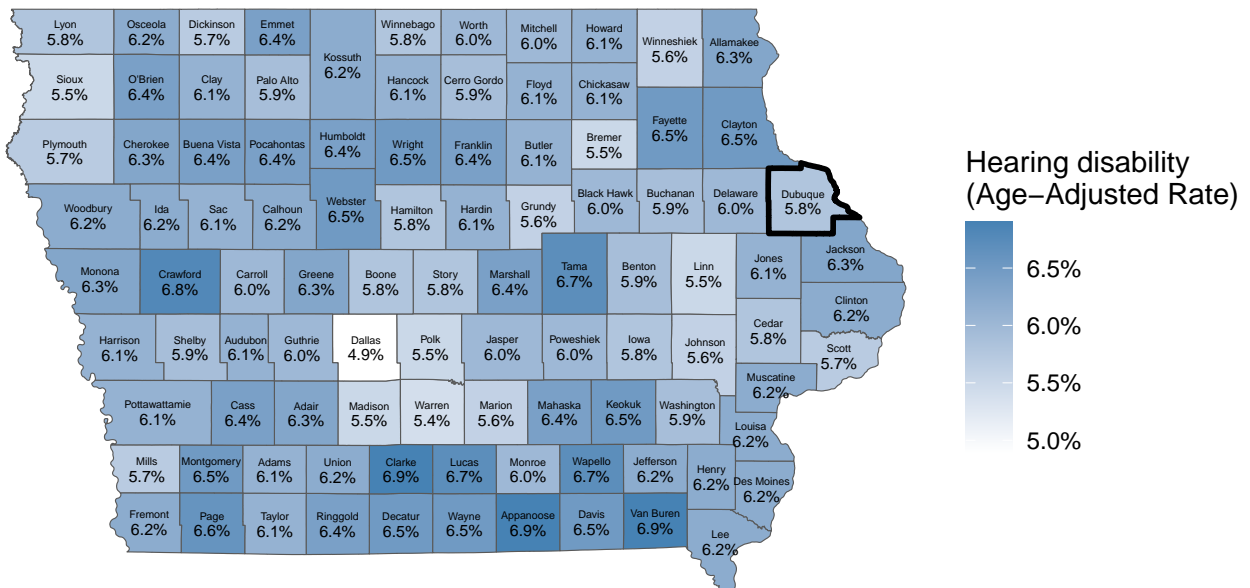 Lyon
5.8%
Osceola
6.2%
Dickinson
5.7%
Emmet
6.4%
Kossuth
6.2%
Winnebago
5.8%
Worth
6.0%
Mitchell
6.0%
Howard
6.1%
Winneshiek
5.6%
Allamakee
6.3%
Sioux
5.5%
O'Brien
6.4%
Clay
6.1%
Palo Alto
5.9%
Hancock
6.1%
Cerro Gordo
5.9%
Floyd
6.1%
Chickasaw
6.1%
Plymouth
5.7%
Cherokee
6.3%
Buena Vista
6.4%
Pocahontas
6.4%
Humboldt
6.4%
Wright
6.5%
Franklin
6.4%
Butler
6.1%
Bremer
5.5%
Fayette
6.5%
Clayton
6.5%
Woodbury
6.2%
Ida
6.2%
Sac
6.1%
Calhoun
6.2%
Webster
6.5%
Hamilton
5.8%
Hardin
6.1%
Grundy
5.6%
Black Hawk
6.0%
Buchanan
5.9%
Delaware
6.0%
Dubuque
5.8%
Monona
6.3%
Crawford
6.8%
Carroll
6.0%
Greene
6.3%
Boone
5.8%
Story
5.8%
Marshall
6.4%
Tama
6.7%
Benton
5.9%
Linn
5.5%
Jones
6.1%
Jackson
6.3%
Clinton
6.2%
Harrison
6.1%
Shelby
5.9%
Audubon
6.1%
Guthrie
6.0%
Dallas
4.9%
Polk
5.5%
Jasper
6.0%
Poweshiek
6.0%
Iowa
5.8%
Johnson
5.6%
Cedar
5.8%
Scott
5.7%
Muscatine
6.2%
Pottawattamie
6.1%
Cass
6.4%
Adair
6.3%
Madison
5.5%
Warren
5.4%
Marion
5.6%
Mahaska
6.4%
Keokuk
6.5%
Washington
5.9%
Louisa
6.2%
Mills
5.7%
Montgomery
6.5%
Adams
6.1%
Union
6.2%
Clarke
6.9%
Lucas
6.7%
Monroe
6.0%
Wapello
6.7%
Jefferson
6.2%
Henry
6.2%
Des Moines
6.2%
Fremont
6.2%
Page
6.6%
Taylor
6.1%
Ringgold
6.4%
Decatur
6.5%
Wayne
6.5%
Appanoose
6.9%
Davis
6.5%
Van Buren
6.9%
Lee
6.2%
Hearing disability
(Age−Adjusted Rate)
6.5%
6.0%
5.5%
5.0%